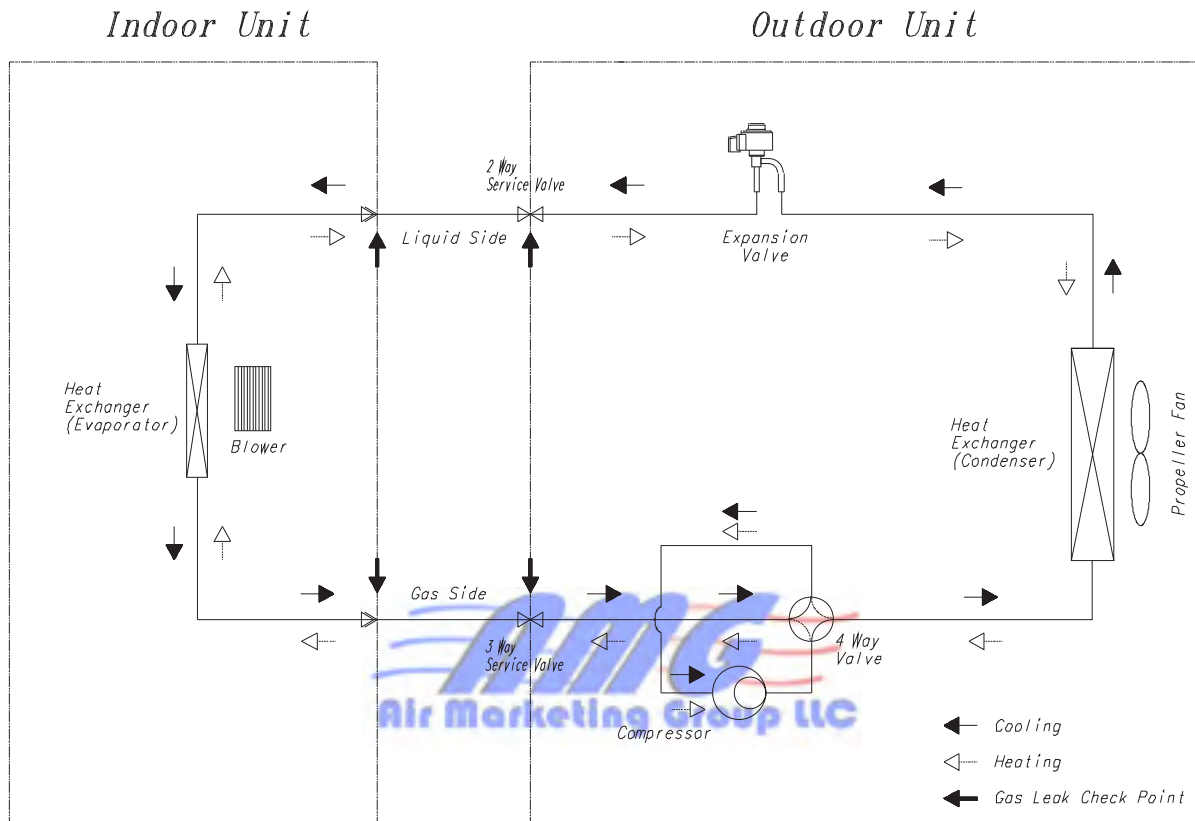 Indoor Unit
Outdoor Unit
2 Way
Service Valve
Liquid Side
Expansion
Valve
Heat
Exchanger
(Evaporator)
Blower
Heat
Exchanger
(Condenser)
Propeller Fan
Gas Side
3 Way
Service Valve
4 Way
Valve
AMG
Air Marketing Group LLC
Compressor
Cooling
Heating
Gas Leak Check Point